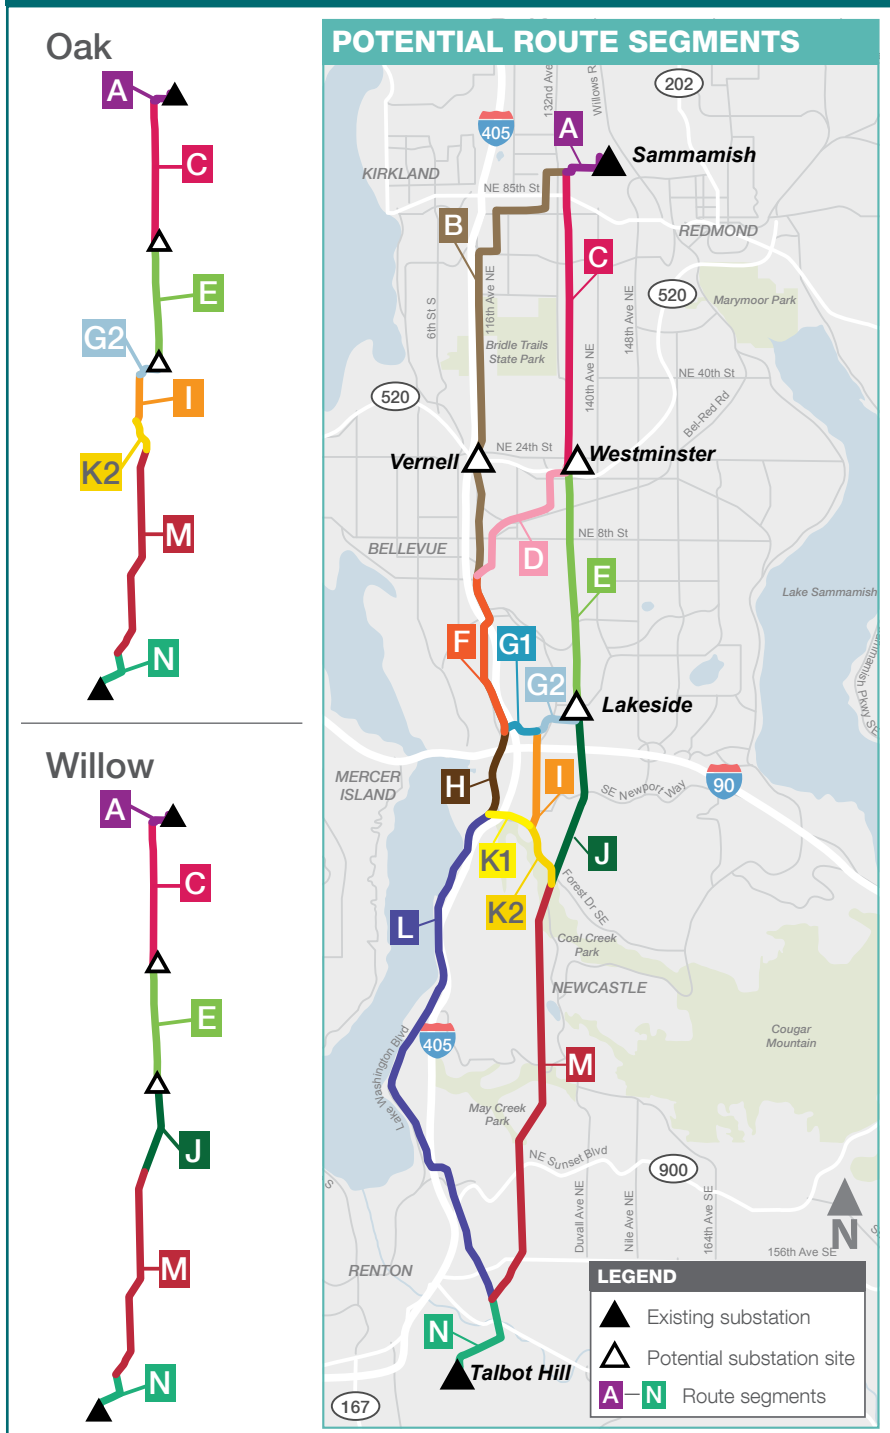 Oak
A
C
E
G2
I
K2
M
N
Willow
A
C
E
J
M
N
POTENTIAL ROUTE SEGMENTS
132nd Ave
Willows R
202
405
A
Sammamish
KIRKLAND
NE 85th St
B
REDMOND
C
116th Ave NE
6th St S
148th Ave NE
520
Marymoor Park
Bridle Trails
State Park
140th Ave NE
NE 40th St
520
Bel-Red Rd
NE 24th St
Vernell
Westminster
BELLEVUE
NE 8th St
D
E
Lake Sammamish
F
G1
G2
Lakeside
MERCER
ISLAND
H
I
SE Newport Way
90
K1
J
K2
Forest Dr SE
L
Coal Creek
Park
NEWCASTLE
405
Lake Washington Blvd
Cougar
Mountain
M
May Creek
Park
NE Sunset Blvd
900
Duvall Ave NE
Nile Ave NE
164th Ave SE
N
156th Ave SE
RENTON
LEGEND
Existing substation
Potential substation site
A–N Route segments
N
Talbot Hill
167